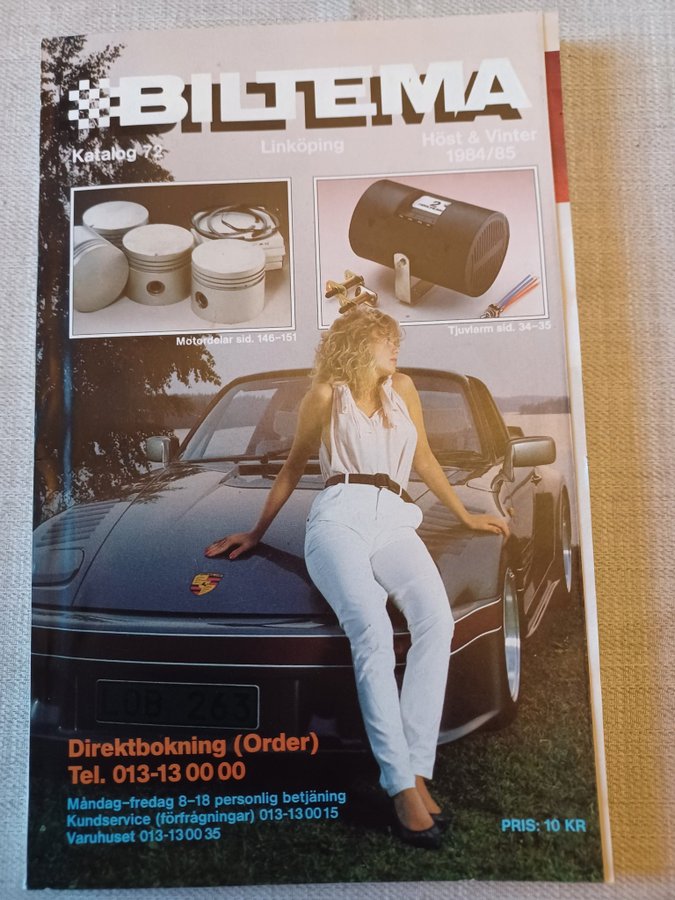 BILTEMA
Katalog 72
Linköping
Höst & Vinter
1984/85
2
Motordelar sid. 146–151
Tjuvlarm sid. 34–35
Direktbokning (Order)
Tel. 013-13 00 00
Måndag–fredag 8–18 personlig betjäning
Kundservice (förfrågningar) 013-13 00 15
Varuhuset 013-13 00 35
PRIS: 10 KR